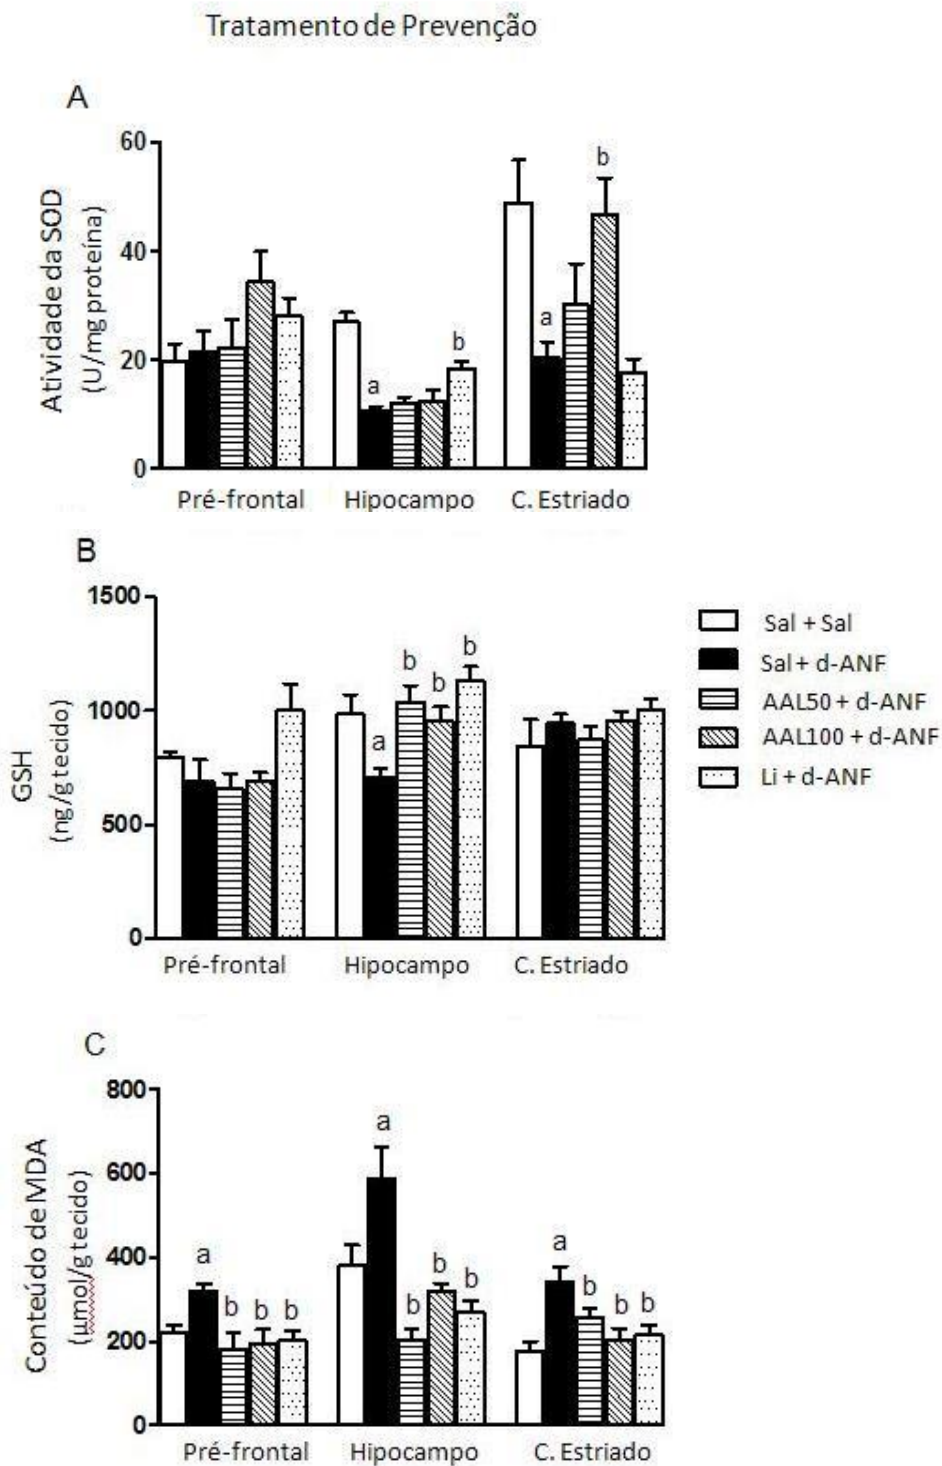 Tratamento de Prevenção
A
Atividade da SOD
(U/mg proteína)
60
40
20
0
a
b
a
b
Pré-frontal
Hipocampo
C. Estriado
B
GSH
(ng/g tecido)
1500
1000
500
0
a
b
b
b
Pré-frontal
Hipocampo
C. Estriado
Sal + Sal
Sal + d-ANF
AAL50 + d-ANF
AAL100 + d-ANF
Li + d-ANF
C
Conteúdo de MDA
(µmol/g tecido)
800
600
400
200
0
a
b
b
b
a
b
b
b
a
b
b
b
Pré-frontal
Hipocampo
C. Estriado